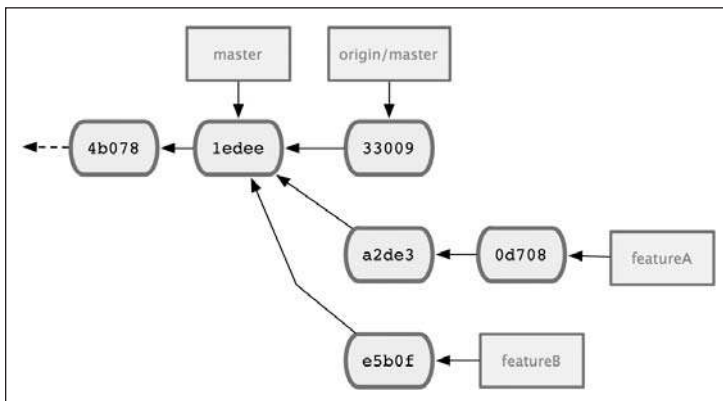 master
origin/master
4b078
1edee
33009
a2de3
0d708
featureA
e5b0f
featureB